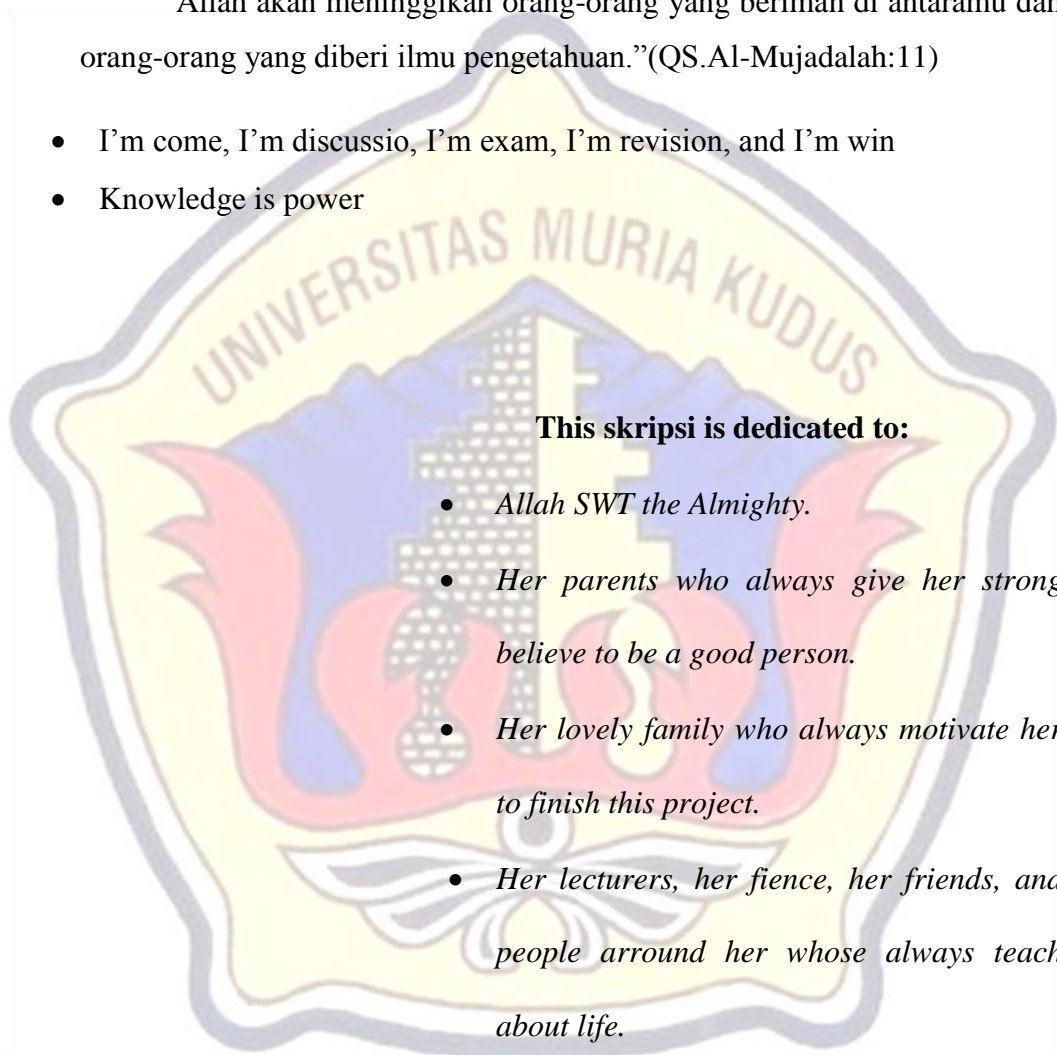 Allah akan meninggikan orang-orang yang beriman di antaramu dan
orang-orang yang diberi ilmu pengetahuan.”(QS.Al-Mujadalah:11)
• I’m come, I’m discussio, I’m exam, I’m revision, and I’m win
• Knowledge is power
UNIVERSITAS MURIA KUDUS
This skripsi is dedicated to:
• Allah SWT the Almighty.
• Her parents who always give her strong
believe to be a good person.
• Her lovely family who always motivate her
to finish this project.
• Her lecturers, her fience, her friends, and
people arround her whose always teach
about life.